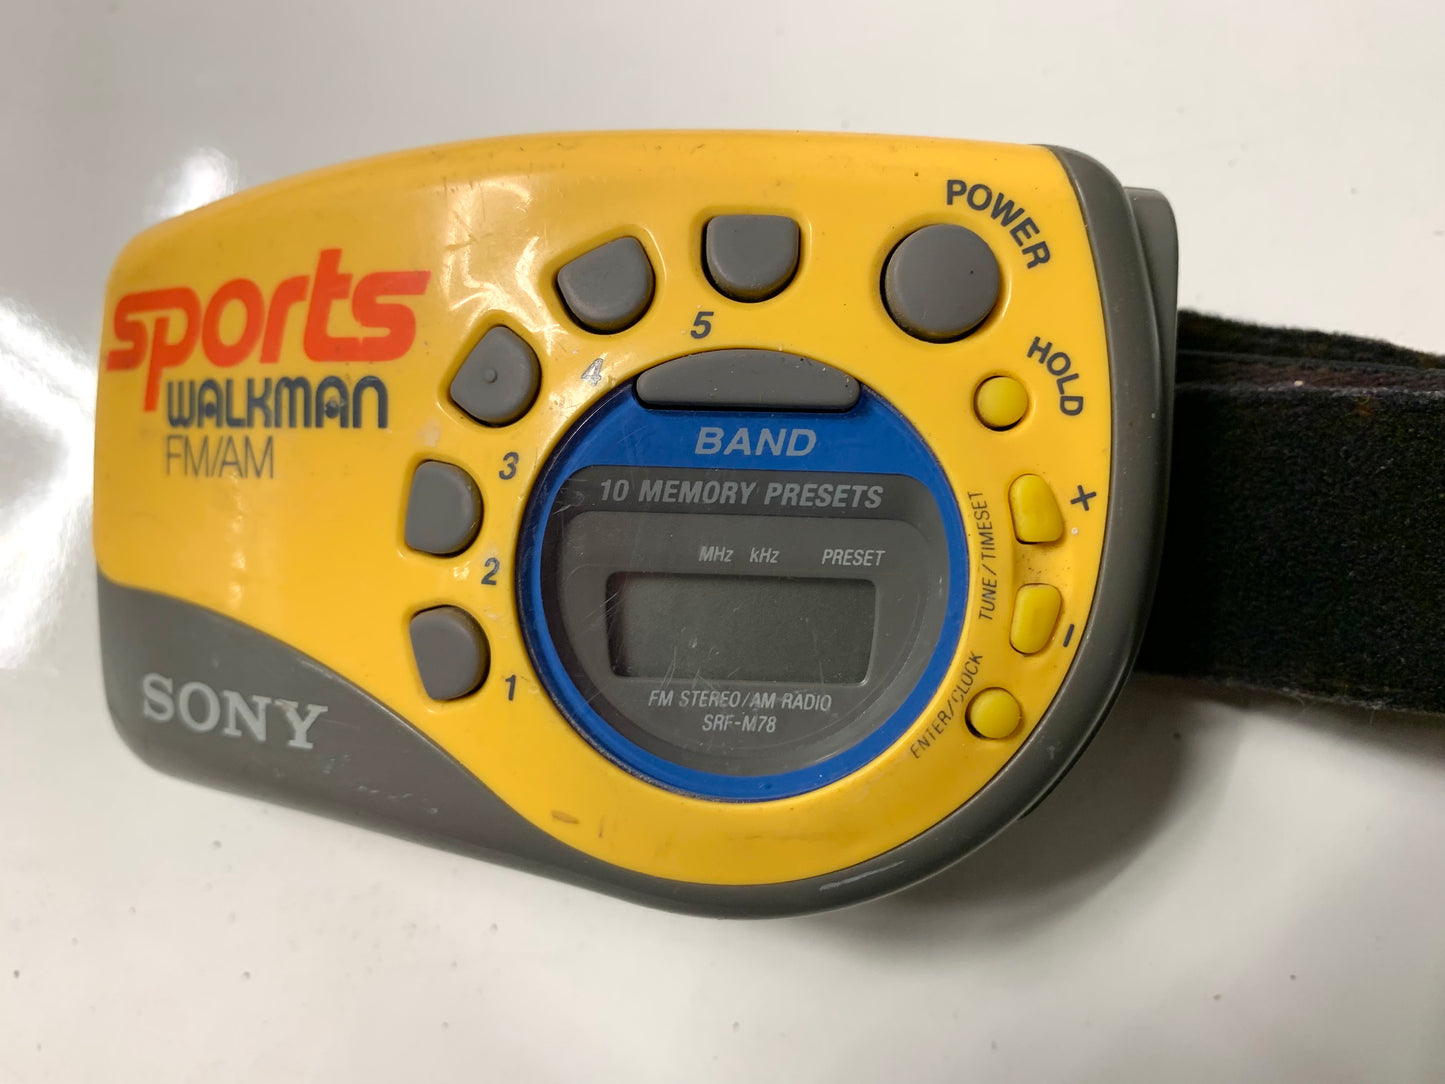 sports
WALKMAN
FM/AM
SONY
POWER
HOLD
5
4
3
2
1
BAND
10 MEMORY PRESETS
MHz kHz PRESET
FM STEREO/AM RADIO
SRF-M78
TUNE/TIMESET
+
-
ENTER/CLOCK